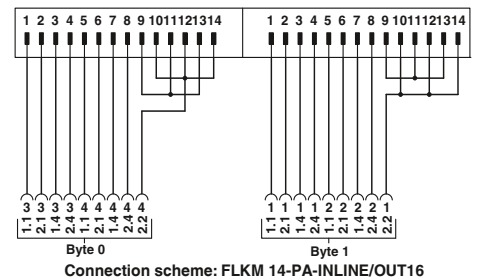 1 2 3 4 5 6 7 8 9 10 11 12 13 14
1 2 3 4 5 6 7 8 9 10 11 12 13 14
3 3 3 3 4 4 4 4 4
1.1 2.1 1.4 2.4 1.1 2.1 1.4 2.4 2.2
1 1 1 1 2 2 2 2 1
1.1 2.1 1.4 2.4 1.1 2.1 1.4 2.4 2.2
Byte 0
Byte 1
Connection scheme: FLKM 14-PA-INLINE/OUT16